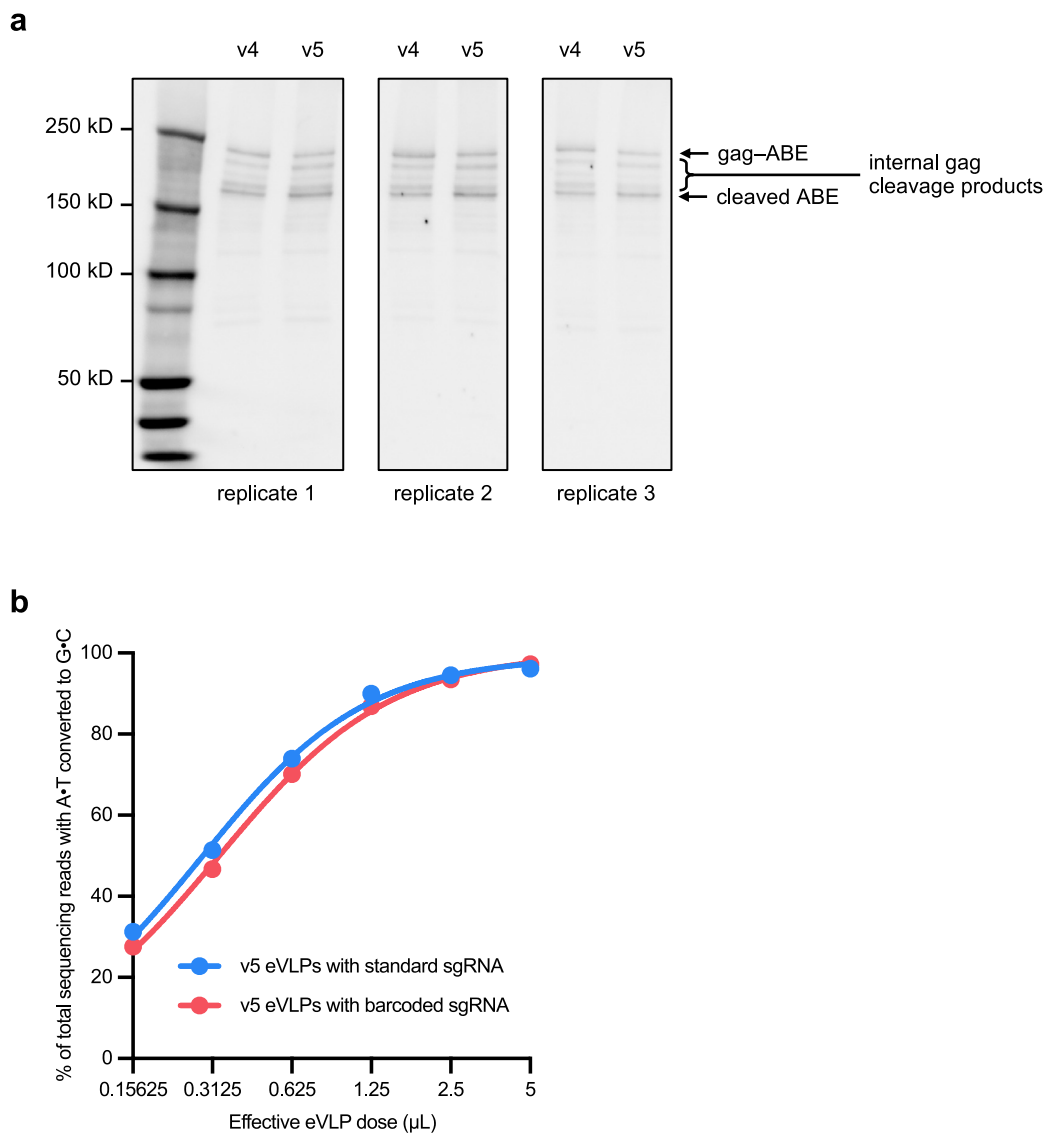 a
v4 v5 v4 v5 v4 v5
250 kD
150 kD
100 kD
50 kD
gag–ABE
cleaved ABE
internal gag
cleavage products
replicate 1 replicate 2 replicate 3
b
% of total sequencing reads with A•T converted to G•C
100
80
60
40
20
0
v5 eVLPs with standard sgRNA
v5 eVLPs with barcoded sgRNA
0.15625 0.3125 0.625 1.25 2.5 5
Effective eVLP dose (µL)